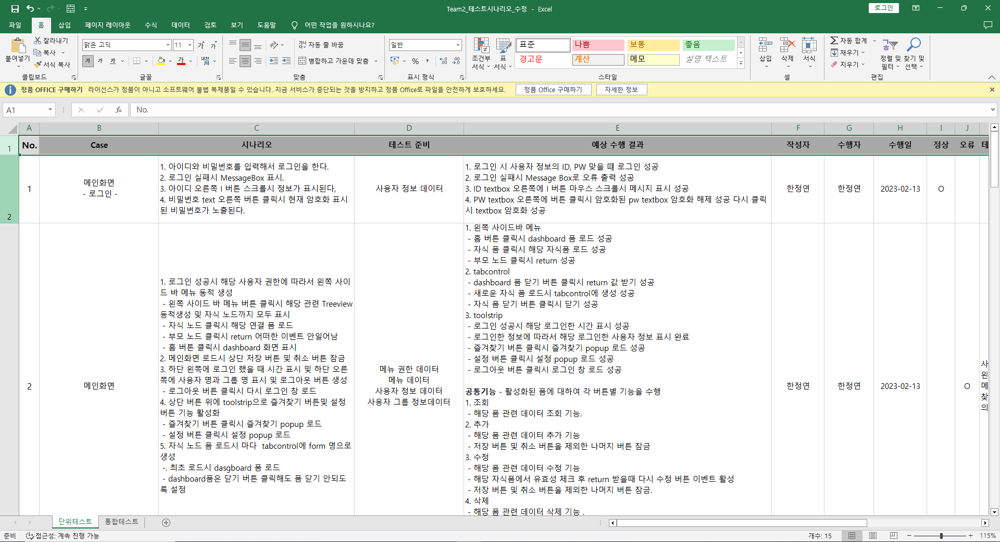 Team2_테스트시나리오_수정 - Excel
로그인
파일 홈 삽입 페이지 레이아웃 수식 데이터 검토 보기 도움말 어떤 작업을 원하시나요?
붙여넣기
잘라내기
복사
서식 복사
클립보드
맑은 고딕 11
가 가 가 내천
글꼴
자동 줄 바꿈
병합하고 가운데 맞춤
맞춤
일반
표시 형식
조건부 서식
표 서식
표준 나쁨 보통 좋음
경고문 계산 메모 설명 텍스트
스타일
삽입 삭제 서식
셀
자동 합계
채우기
지우기
정렬 및 필터
찾기 및 선택
편집
정품 OFFICE 구매하기 라이선스가 정품이 아니고 소프트웨어 불법 복제품일 수 있습니다. 지금 서비스가 중단되는 것을 방지하고 정품 Office로 파일을 안전하게 보호하세요. 정품 Office 구매하기 자세한 정보
A1 fx No.
A B C D E F G H I J
1 No. Case 시나리오 테스트 준비 예상 수행 결과 작성자 수행자 수행일 정상 오류 테
2
1
메인화면
- 로그인 -
1. 아이디와 비밀번호를 입력해서 로그인을 한다.
2. 로그인 실패시 MessageBox 표시.
3. 아이디 오른쪽 I 버튼 스크롤시 정보가 표시된다,
4. 비밀번호 text 오른쪽 버튼 클릭시 현재 암호화 표시
된 비밀번호가 노출된다.
사용자 정보 데이터
1. 로그인 시 사용자 정보의 ID, PW 맞을 떄 로그인 성공
2. 로그인 실패시 Message Box로 오류 출력 성공
3. ID textbox 오른쪽에 I 버튼 마우스 스크롤시 메시지 표시 성공
4. PW textbox 오른쪽에 버튼 클릭시 암호화된 pw textbox 암호화 해제 성공 다시 클릭
시 textbox 암호화 성공
한정연 한정연 2023-02-13 O
2
메인화면
1. 로그인 성공시 해당 사용자 권한에 따라서 왼쪽 사이
드 바 메뉴 동적 생성
- 왼쪽 사이드 바 메뉴 버튼 클릭시 해당 관련 Treeview
동적생성 및 자식 노드까지 모두 표시
- 자식 노드 클릭시 해당 연결 폼 로드
- 부모 노드 클릭시 return 어떠한 이벤트 안일어남
- 홈 버튼 클릭시 dashboard 화면 표시
2. 메인화면 로드시 상단 저장 버튼 및 취소 버튼 잠금
3. 하단 왼쪽에 로그인 했을 때 시간 표시 및 하단 오른
쪽에 사용자 명과 그룹 명 표시 및 로그아웃 버튼 생성
- 로그아웃 버튼 클릭시 다시 로그인 창 로드
4. 상단 버튼 위에 toolstrip으로 즐겨찾기 버튼및 설정
버튼 기능 활성화
- 즐겨찾기 버튼 클릭시 즐겨찾기 popup 로드
- 설정 버튼 클릭시 설정 popup 로드
5. 자식 노드 폼 로드시 마다 tabcontrol에 form 명으로
생성
-. 최초 로드시 dasgboard 폼 로드
- dashboard폼은 닫기 버튼 클릭해도 폼 닫기 안되도
록 설정
메뉴 권한 데이터
메뉴 데이터
사용자 정보 데이터
사용자 그룹 정보데이터
1. 왼쪽 사이드바 메뉴
- 홈 버튼 클릭시 dashboard 폼 로드 성공
- 자식 폼 클릭시 해당 자식폼 로드 성공
- 부모 노드 클릭시 return 성공
2. tabcontrol
- dashboard 폼 닫기 버튼 클릭시 return 값 받기 성공
- 새로운 자식 폼 로드시 tabcontrol에 생성 성공
- 자식 폼 닫기 버튼 클릭시 닫기 성공
3. toolstrip
- 로그인 성공시 해당 로그인한 시간 표시 성공
- 로그인한 정보에 따라서 해당 로그인한 사용자 정보 표시 완료
- 즐겨찾기 버튼 클릭시 즐겨찾기 popup 로드 성공
- 설정 버튼 클릭시 설정 popup 로드 성공
- 로그아웃 버튼 클릭시 로그인 창 로드 성공
공통기능 - 활성화된 폼에 대하여 각 버튼별 기능을 수행
1. 조회
- 해당 폼 관련 데이터 조회 기능.
2. 추가
- 해당 폼 관련 데이터 추가 기능
- 저장 버튼 및 취소 버튼을 제외한 나머지 버튼 잠금
3. 수정
- 해당 폼 관련 데이터 수정 기능
- 해당 자식폼에서 유효성 체크 후 return 받을때 다시 수정 버튼 이벤트 활성
- 저장 버튼 및 취소 버튼을 제외한 나머지 버튼 잠금.
4. 삭제
- 해당 폼 관련 데이터 삭제 기능 .
한정연 한정연 2023-02-13 O
사
왼
메
찾
의
단위테스트 통합테스트
준비 접근성: 계속 진행 가능 개수: 15 115%